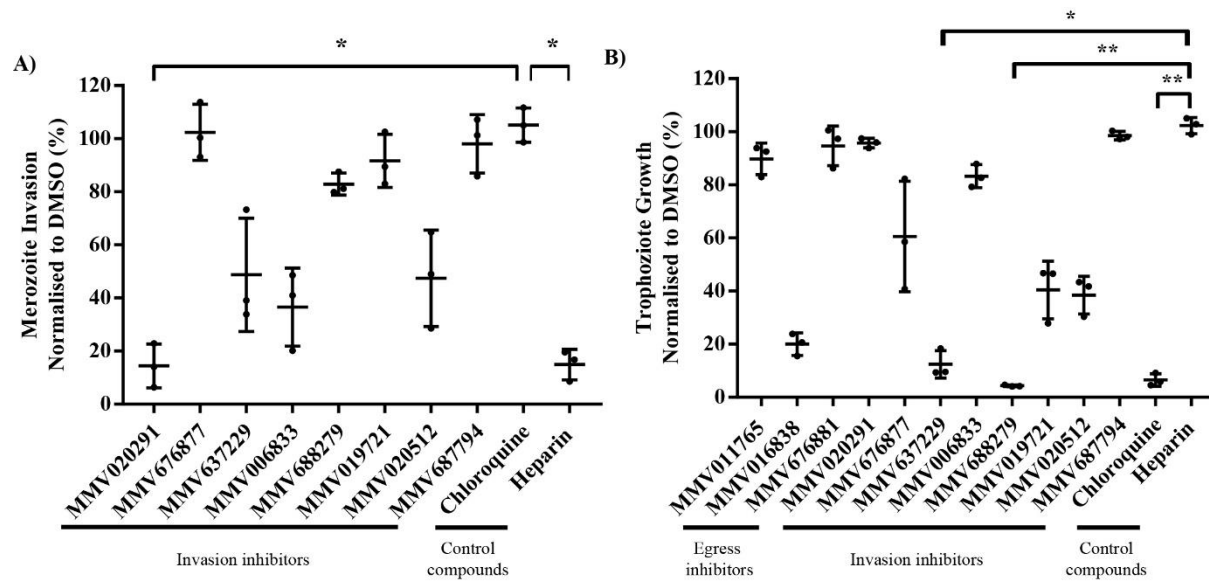 A)
*
*
Merozoite Invasion
Normalised to DMSO (%)
120
100
80
60
40
20
0
MMV020291
MMV676877
MMV637229
MMV006833
MMV688279
MMV019721
MMV020512
MMV687794
Chloroquine
Heparin
Invasion inhibitors
Control
compounds
B)
*
**
**
Trophoziote Growth
Normalised to DMSO (%)
120
100
80
60
40
20
0
MMV011765
MMV016838
MMV676881
MMV020291
MMV676877
MMV637229
MMV006833
MMV688279
MMV019721
MMV020512
MMV687794
Chloroquine
Heparin
Egress
inhibitors
Invasion inhibitors
Control
compounds